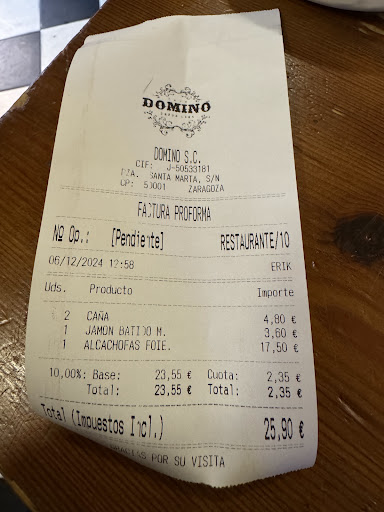 DOMINO
DOMINO S.C.
CIF: J-50533181
PZA. SANTA MARTA, S/N
CP: 50001 ZARAGOZA
FACTURA PROFORMA
Nº Op.: [Pendiente] RESTAURANTE/10
06/12/2024 12:58 ERIK
Uds. Producto Importe
2 CAÑA 4,80 €
1 JAMON BATIDO M. 3,60 €
1 ALCACHOFAS FOIE. 17,50 €
10,00%: Base: 23,55 € Cuota: 2,35 €
Total: 23,55 € Total: 2,35 €
Total (Impuestos Incl.) 25,90 €
GRACIAS POR SU VISITA